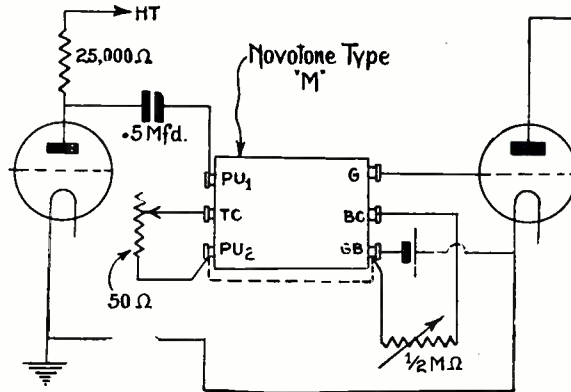 HT
25,000Ω
Novotone Type
"M"
.5 Mfd.
PU1
G
TC
BC
PU2
GB
50 Ω
1/2 MΩ